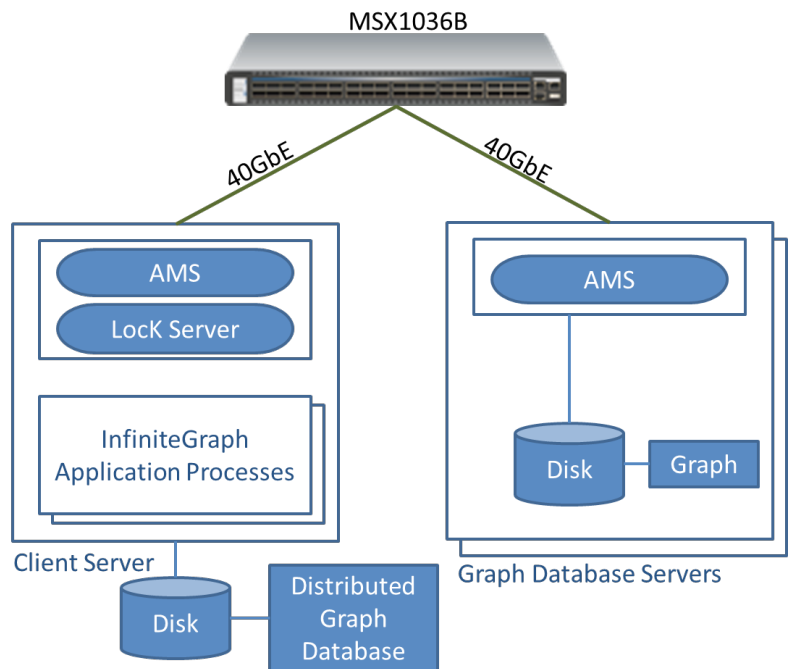 MSX1036B
40GbE
40GbE
AMS
LocK Server
InfiniteGraph
Application Processes
Client Server
Disk
Distributed
Graph
Database
AMS
Disk
Graph
Graph Database Servers